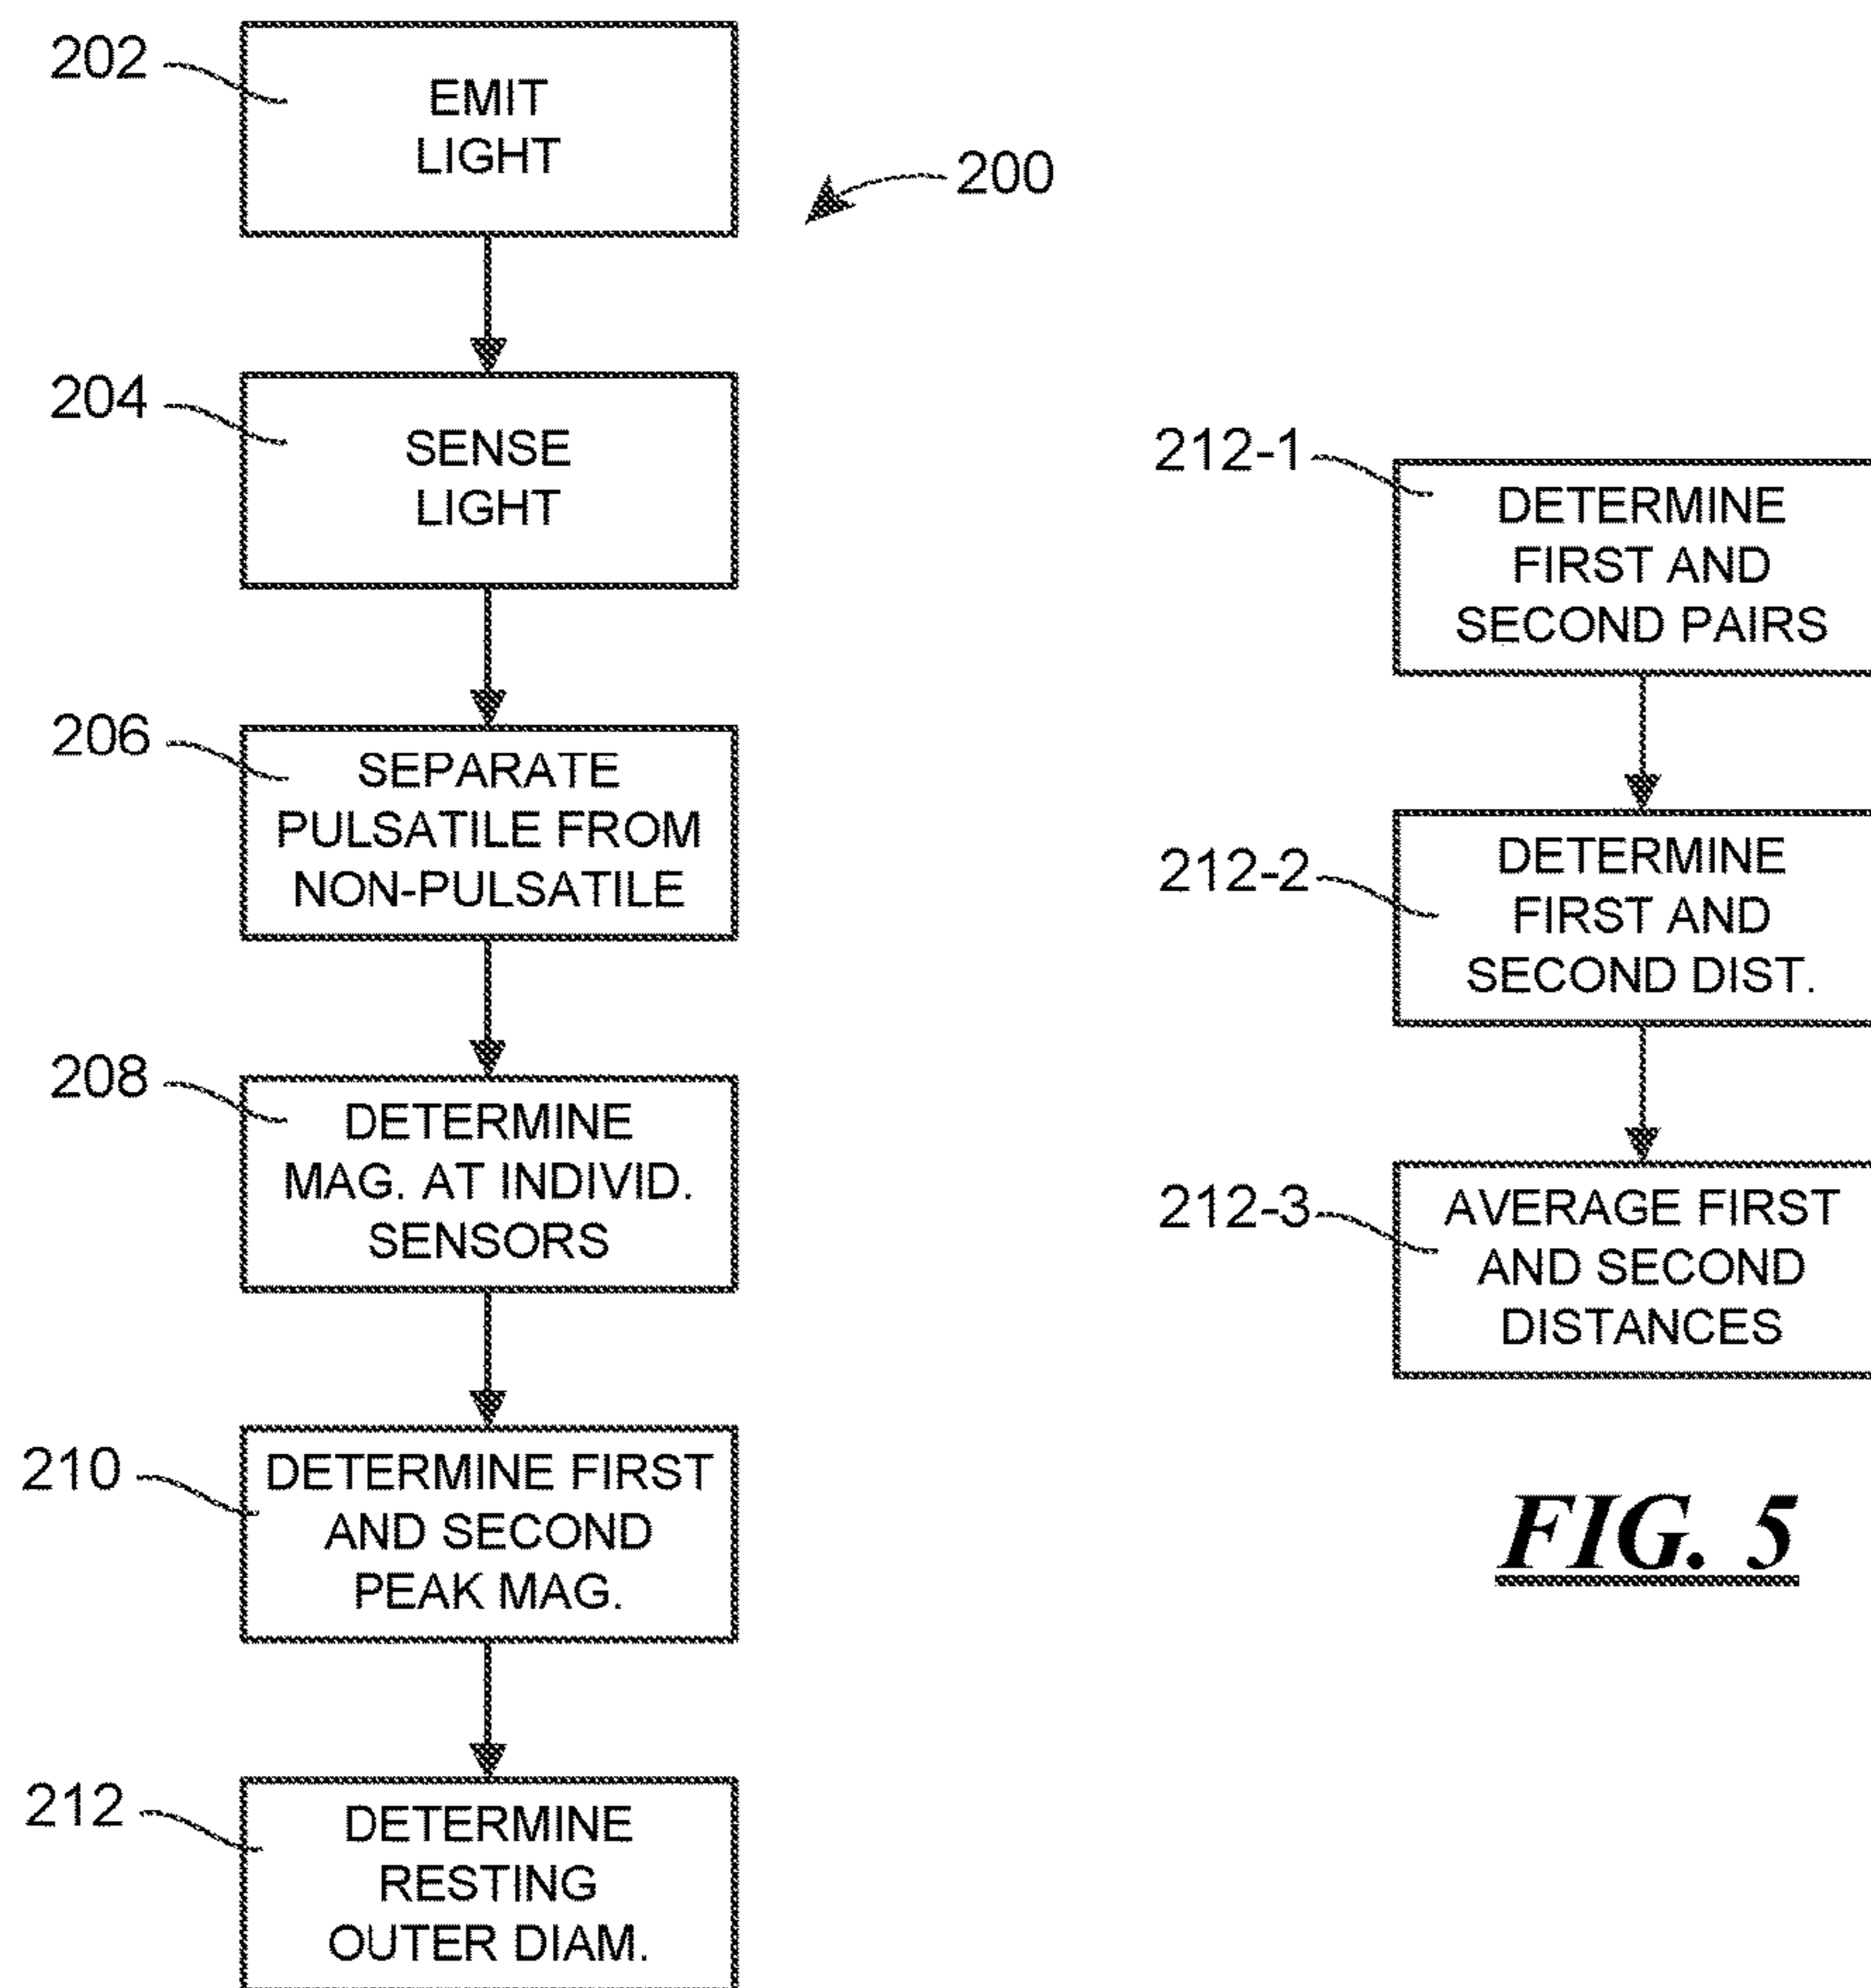 202
EMIT
LIGHT
200
204
SENSE
LIGHT
206
SEPARATE
PULSATILE FROM
NON-PULSATILE
208
DETERMINE
MAG. AT INDIVID.
SENSORS
210
DETERMINE FIRST
AND SECOND
PEAK MAG.
212
DETERMINE
RESTING
OUTER DIAM.
212-1
DETERMINE
FIRST AND
SECOND PAIRS
212-2
DETERMINE
FIRST AND
SECOND DIST.
212-3
AVERAGE FIRST
AND SECOND
DISTANCES
FIG. 5